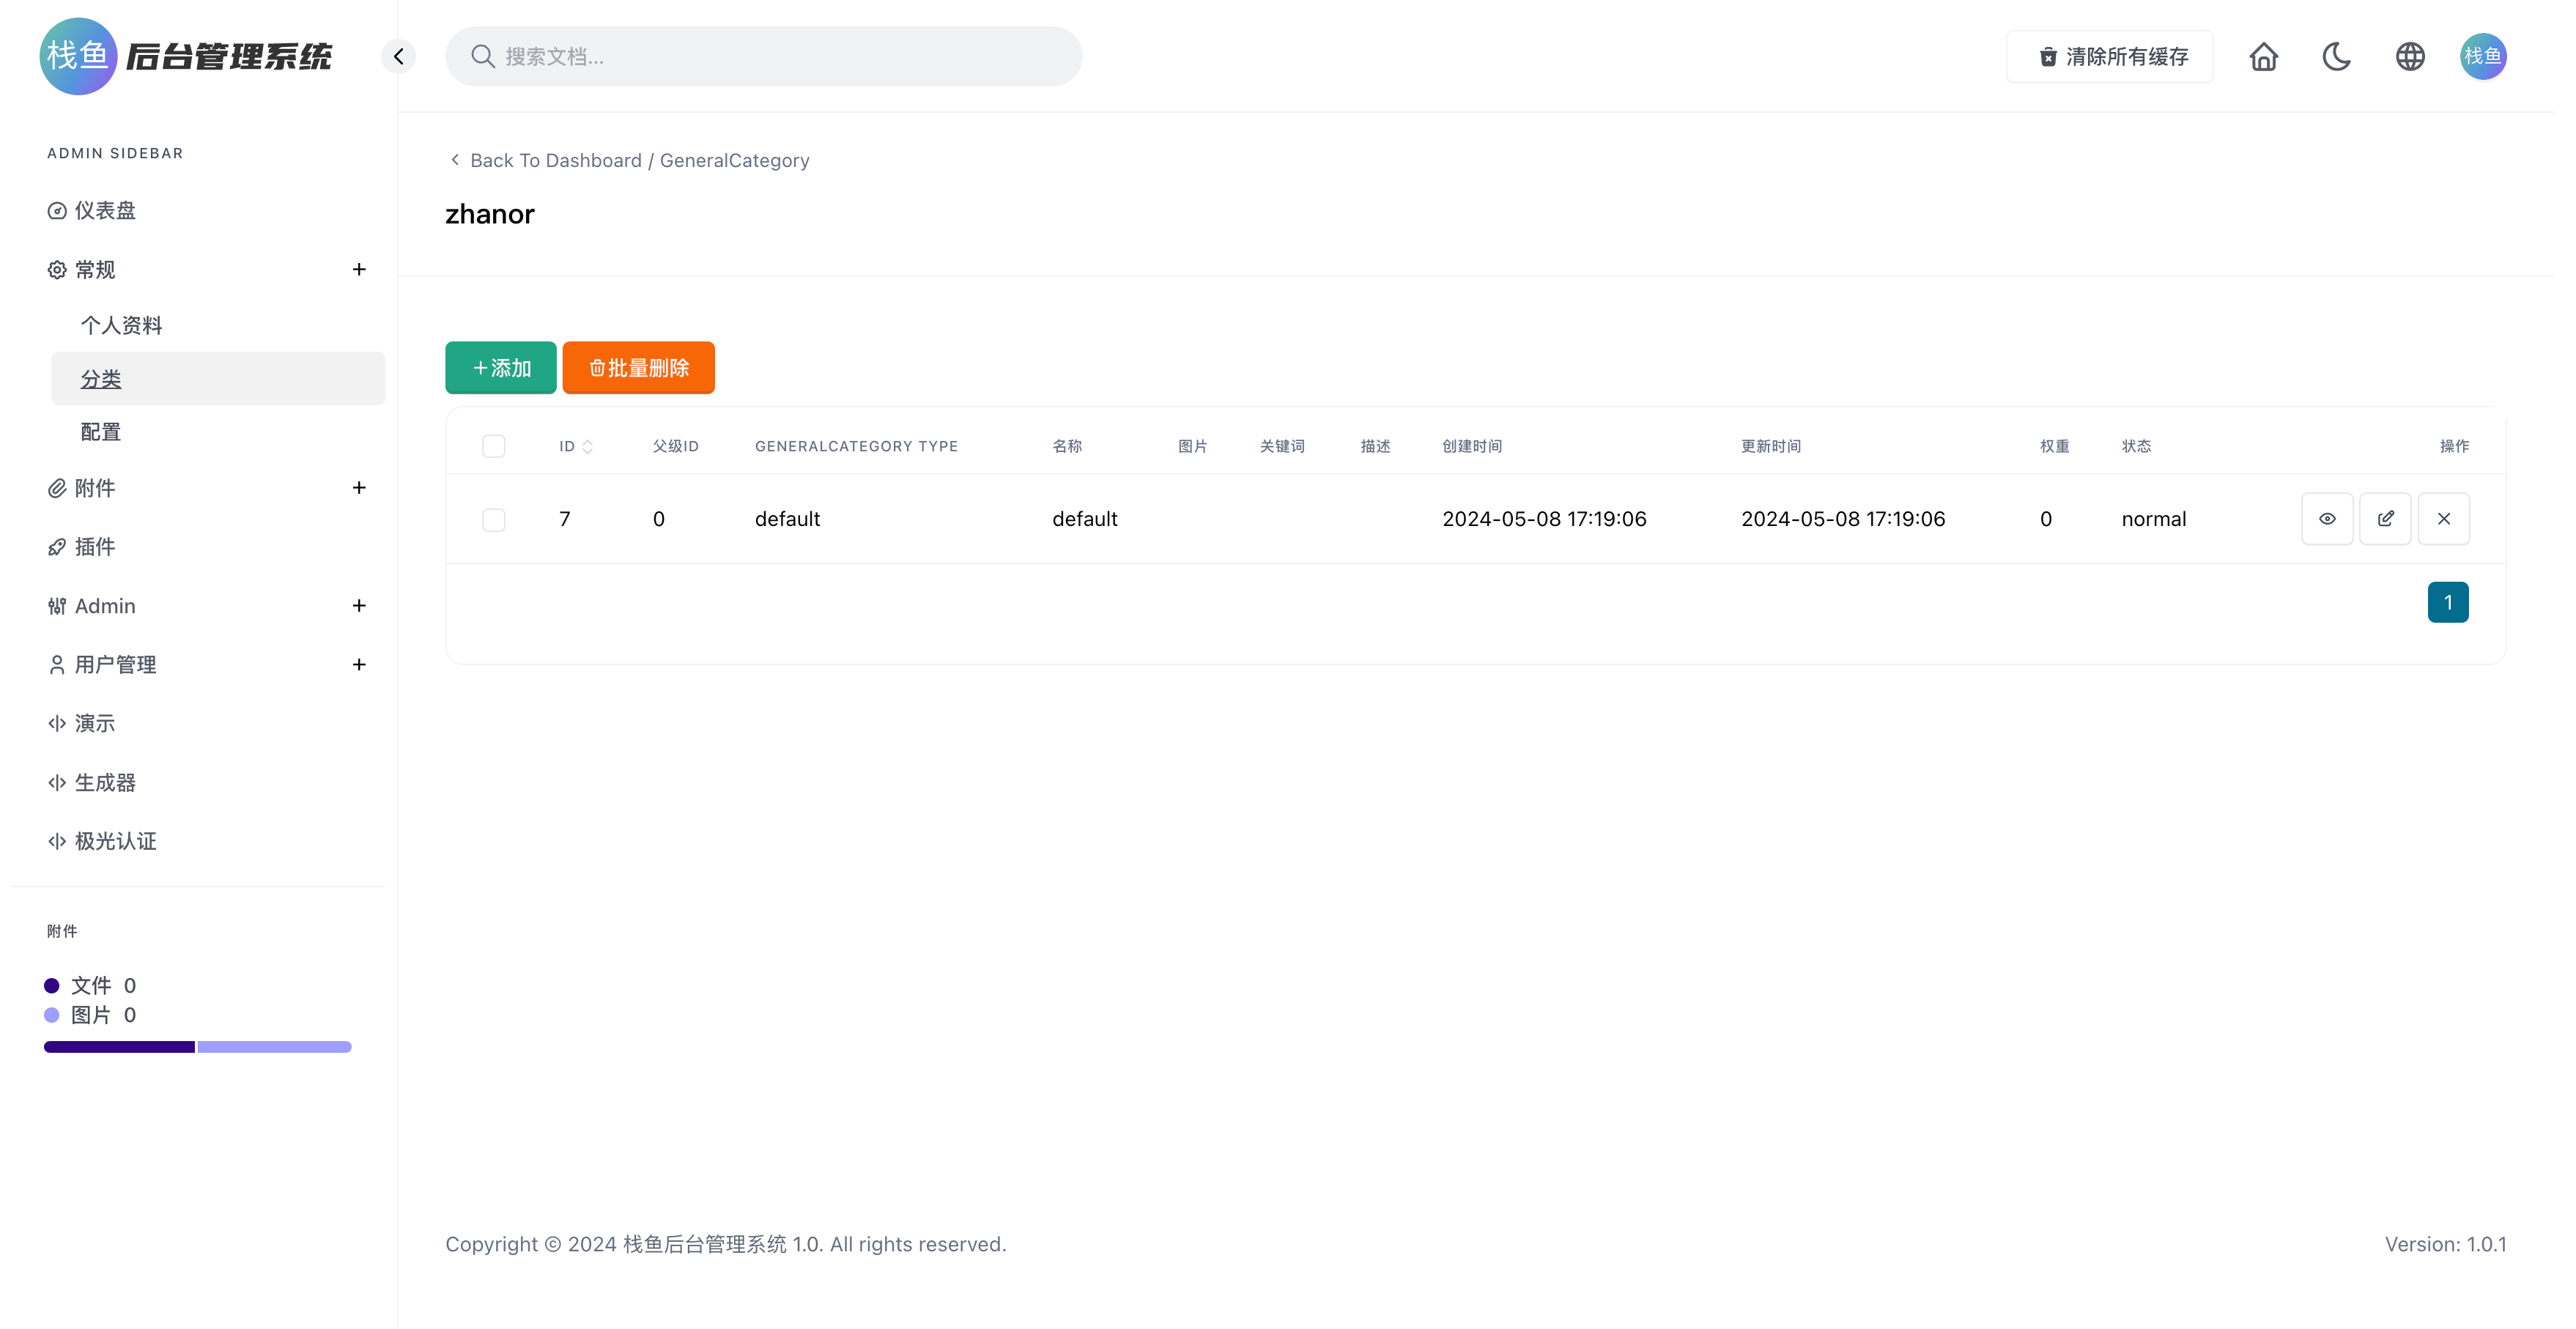 栈鱼 后台管理系统
搜索文档...
清除所有缓存
栈鱼
ADMIN SIDEBAR
仪表盘
常规
个人资料
分类
配置
附件
插件
Admin
用户管理
演示
生成器
极光认证
附件
文件 0
图片 0
Back To Dashboard / GeneralCategory
zhanor
添加 批量删除
ID 父级ID GENERALCATEGORY TYPE 名称 图片 关键词 描述 创建时间 更新时间 权重 状态 操作
7 0 default default 2024-05-08 17:19:06 2024-05-08 17:19:06 0 normal
1
Copyright © 2024 栈鱼后台管理系统 1.0. All rights reserved.
Version: 1.0.1